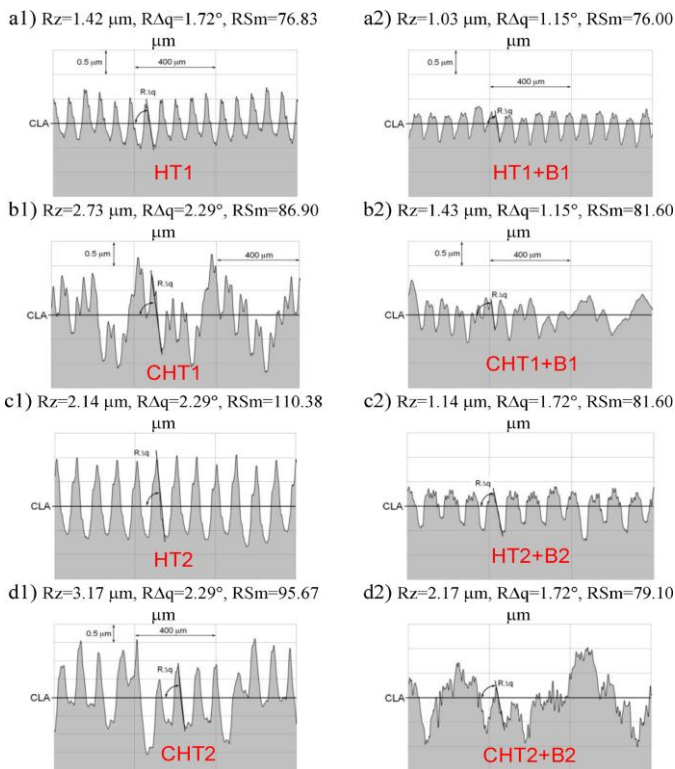 a1) Rz=1.42 µm, RΔq=1.72°, RSm=76.83
µm
0.5 µm
400 µm
RΔq
CLA
HT1
a2) Rz=1.03 µm, RΔq=1.15°, RSm=76.00
µm
0.5 µm
400 µm
RΔq
CLA
HT1+B1
b1) Rz=2.73 µm, RΔq=2.29°, RSm=86.90
µm
0.5 µm
400 µm
RΔq
CLA
CHT1
b2) Rz=1.43 µm, RΔq=1.15°, RSm=81.60
µm
0.5 µm
400 µm
RΔq
CLA
CHT1+B1
c1) Rz=2.14 µm, RΔq=2.29°, RSm=110.38
µm
RΔq
CLA
HT2
c2) Rz=1.14 µm, RΔq=1.72°, RSm=81.60
µm
RΔq
CLA
HT2+B2
d1) Rz=3.17 µm, RΔq=2.29°, RSm=95.67
µm
0.5 µm
400 µm
RΔq
CLA
CHT2
d2) Rz=2.17 µm, RΔq=1.72°, RSm=79.10
µm
RΔq
CLA
CHT2+B2